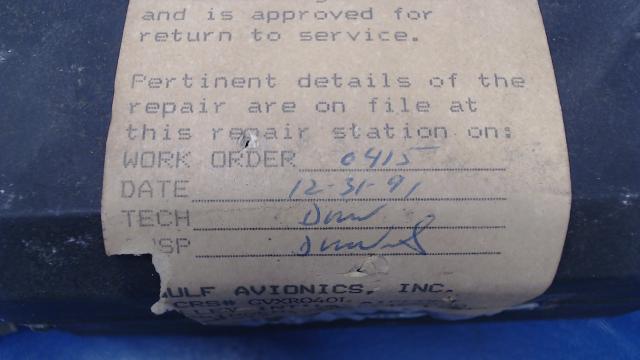 and is approved for
return to service.
Pertinent details of the
repair are on file at
this repair station on:
WORK ORDER 0415
DATE 12-31-91
TECH
SP
ULF AVIONICS, INC.
CRS# GVXR040L